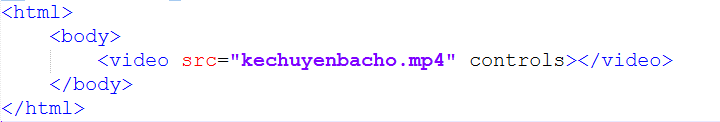 <html>
<body>
<video src="kechuyenbacho.mp4" controls></video>
</body>
</html>